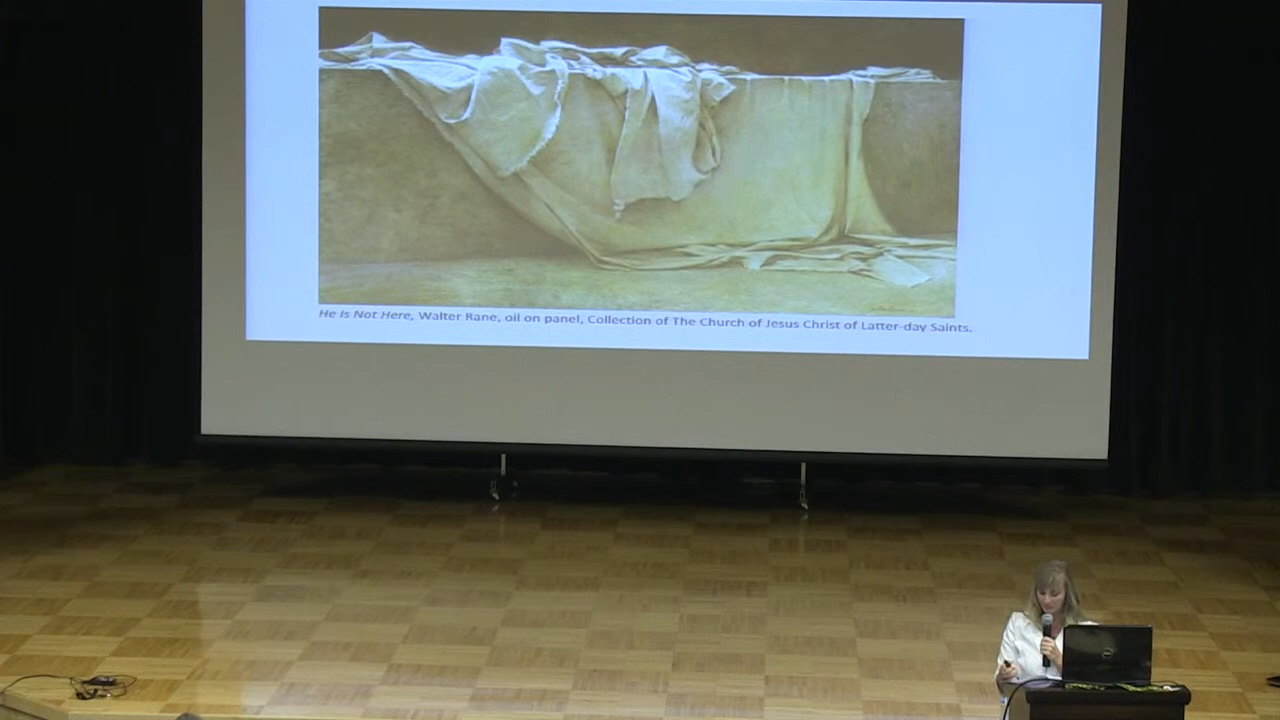 He Is Not Here, Walter Rane, oil on panel, Collection of The Church of Jesus Christ of Latter-day Saints.